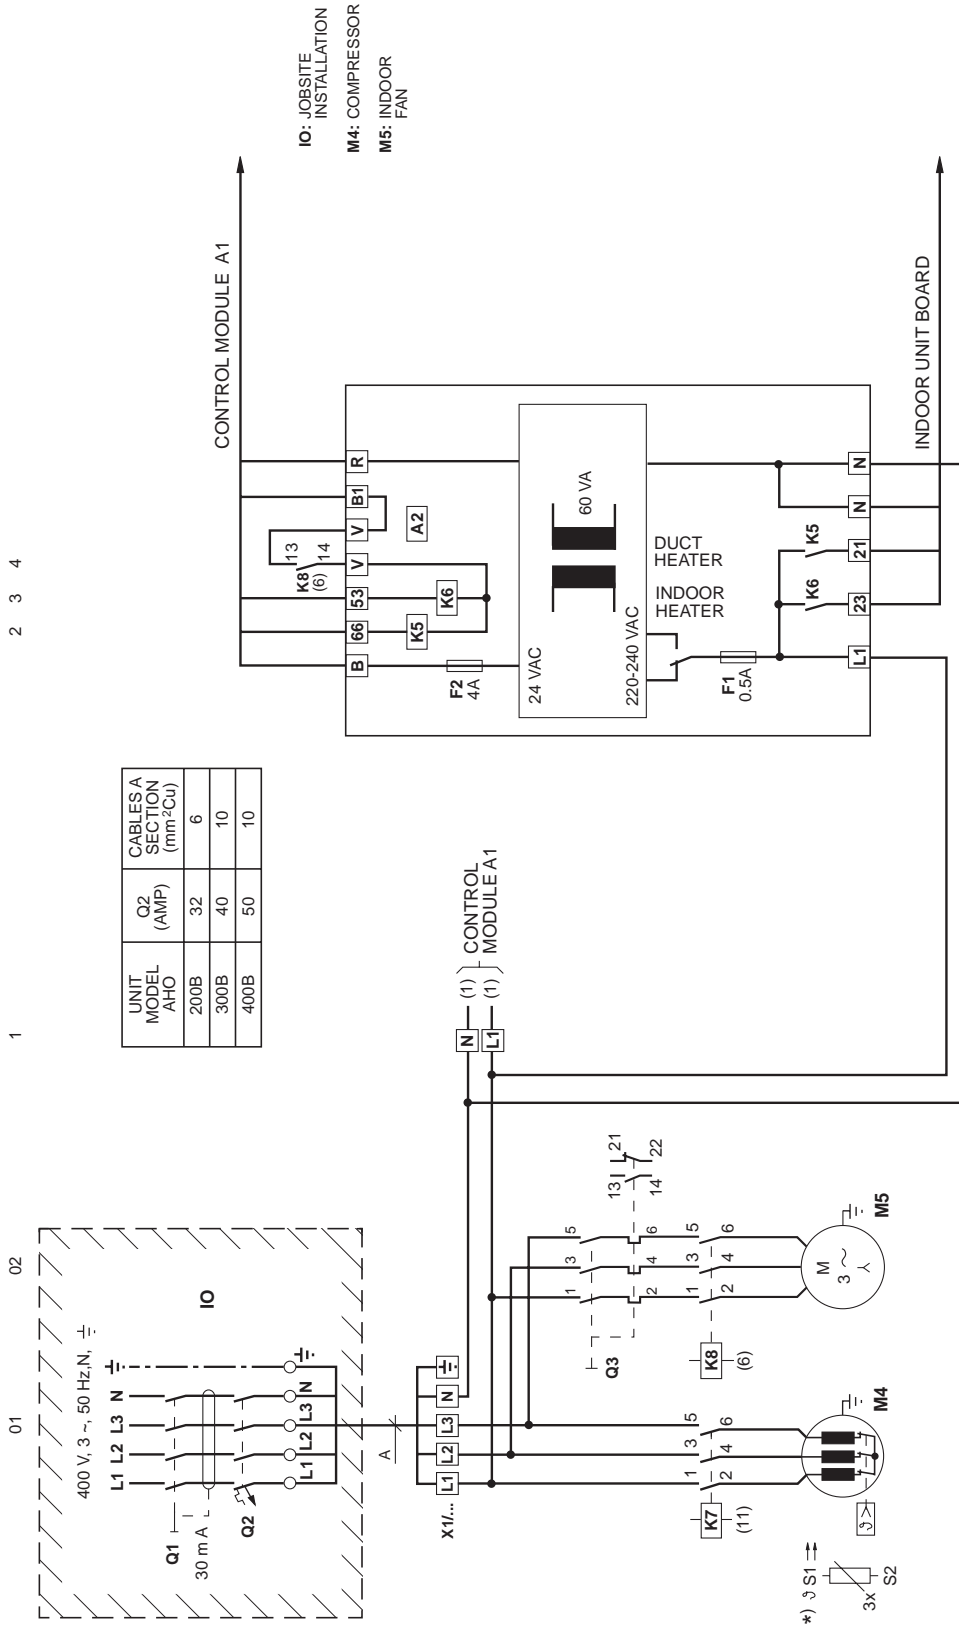 01
02
1
2
3
4
400 V, 3 ~, 50 Hz,N,
L1 L2 L3 N
Q1
30 m A
Q2
IO
L1 L2 L3 N
A
X1/...
L1 L2 L3 N
UNIT MODEL AHO
Q2 (AMP)
CABLES A SECTION (mm²Cu)
200B 32 6
300B 40 10
400B 50 10
N (1)
L1 (1)
CONTROL
MODULE A1
Q3
1 3 5
2 4 6
13 21
14 22
K7
(11)
1 3 5
2 4 6
K8
(6)
1 3 5
2 4 6
M4
ϑ >
*) ϑ S1
3x
S2
M
3 ~
Y
M5
CONTROL MODULE A1
B 66 53 V V B1 R
K8
(6)
13
14
K5
K6
A2
F2
4A
24 VAC
60 VA
220-240 VAC
INDOOR
HEATER
DUCT
HEATER
F1
0.5A
K6
K5
L1 23 21 N N
INDOOR UNIT BOARD
IO: JOBSITE
INSTALLATION
M4: COMPRESSOR
M5: INDOOR
FAN